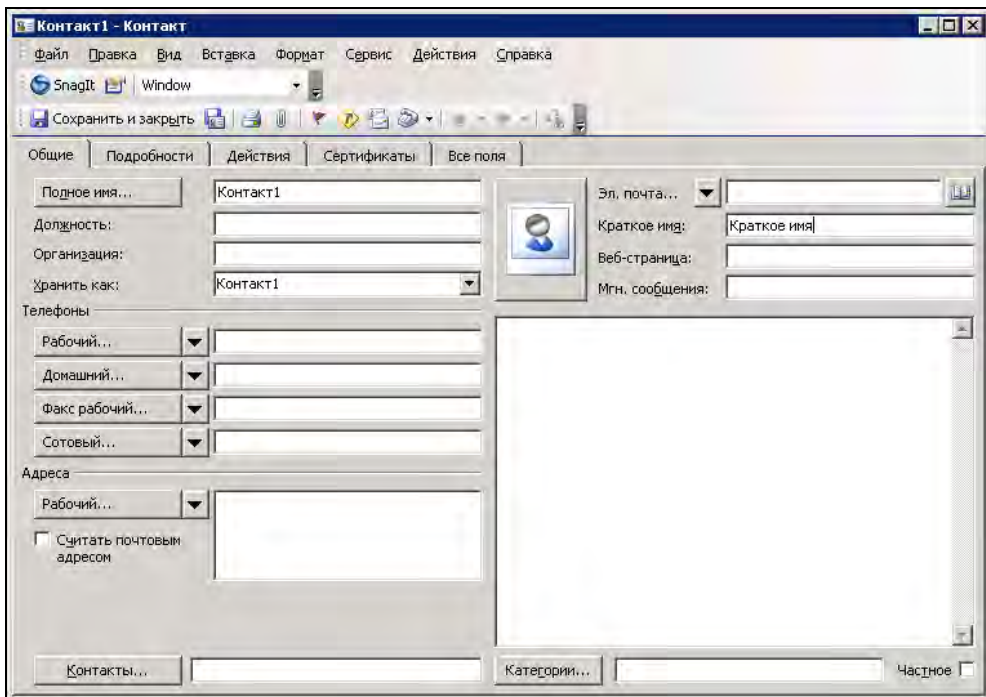 Контакт1 - Контакт
Файл Правка Вид Вставка Формат Сервис Действия Справка
SnagIt Window
Сохранить и закрыть
Общие Подробности Действия Сертификаты Все поля
Полное имя... Контакт1
Должность:
Организация:
Хранить как: Контакт1
Эл. почта...
Краткое имя: Краткое имя
Веб-страница:
Мгн. сообщения:
Телефоны
Рабочий...
Домашний...
Факс рабочий...
Сотовый...
Адреса
Рабочий...
Считать почтовым
адресом
Контакты... Категории... Частное